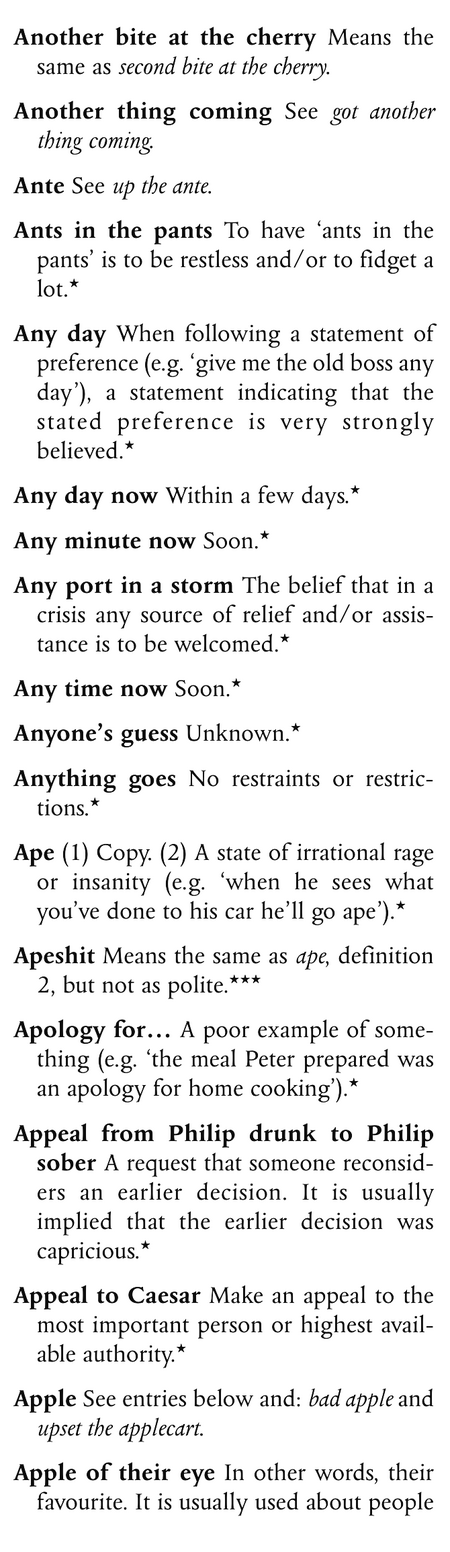 Another bite at the cherry Means the
same as second bite at the cherry.
Another thing coming See got another
thing coming.
Ante See up the ante.
Ants in the pants To have ‘ants in the
pants’ is to be restless and/or to fidget a
lot.★
Any day When following a statement of
preference (e.g. ‘give me the old boss any
day’), a statement indicating that the
stated preference is very strongly
believed.★
Any day now Within a few days.★
Any minute now Soon.★
Any port in a storm The belief that in a
crisis any source of relief and/or assis-
tance is to be welcomed.★
Any time now Soon.★
Anyone’s guess Unknown.★
Anything goes No restraints or restric-
tions.★
Ape (1) Copy. (2) A state of irrational rage
or insanity (e.g. ‘when he sees what
you’ve done to his car he’ll go ape’).★
Apeshit Means the same as ape, definition
2, but not as polite.★★★
Apology for… A poor example of some-
thing (e.g. ‘the meal Peter prepared was
an apology for home cooking’).★
Appeal from Philip drunk to Philip
sober A request that someone reconsid-
ers an earlier decision. It is usually
implied that the earlier decision was
capricious.★
Appeal to Caesar Make an appeal to the
most important person or highest avail-
able authority.★
Apple See entries below and: bad apple and
upset the applecart.
Apple of their eye In other words, their
favourite. It is usually used about people